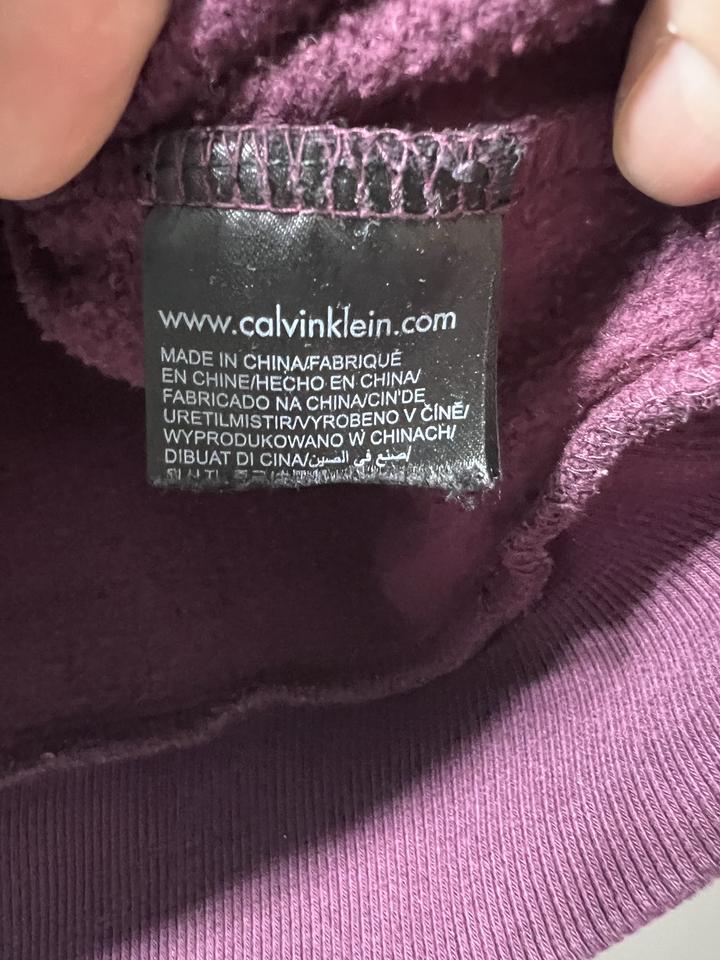 www.calvinklein.com
MADE IN CHINA/FABRIQUÉ
EN CHINE/HECHO EN CHINA/
FABRICADO NA CHINA/CIN'DE
URETILMISTIR/VYROBENO V ČÍNĚ/
WYPRODUKOWANO W CHINACH/
DIBUAT DI CINA/صنع في الصين/